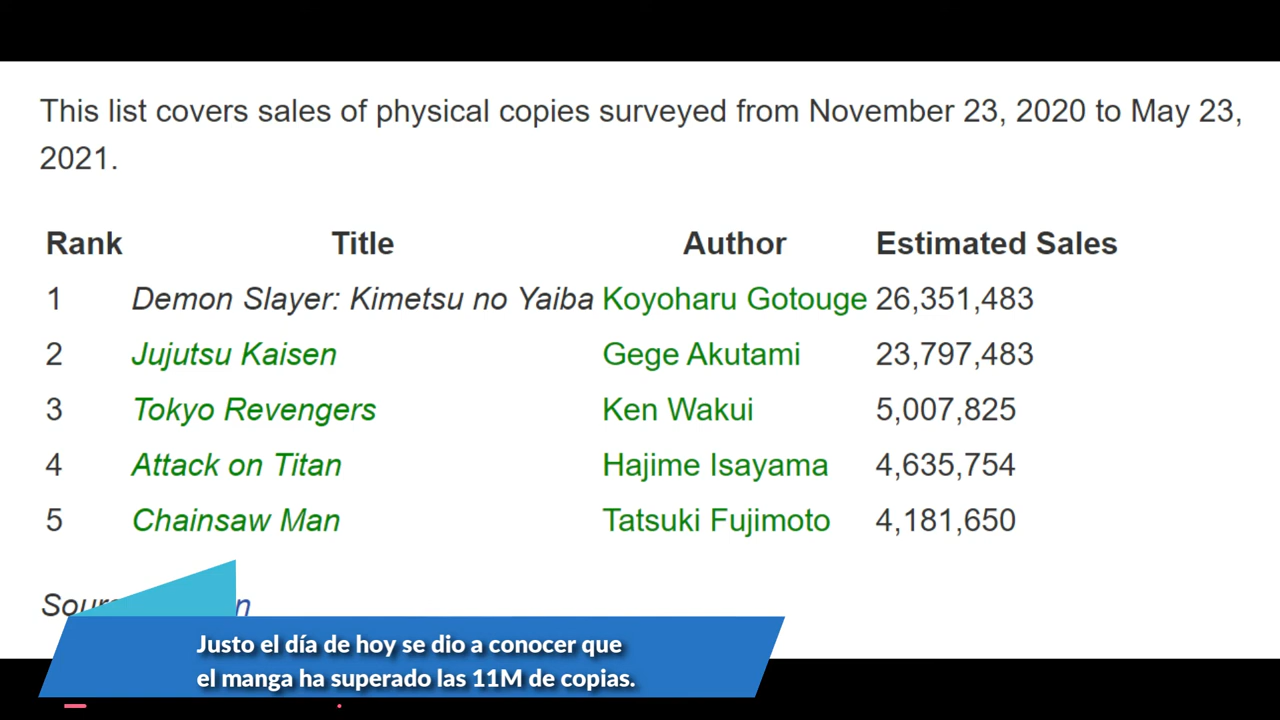 This list covers sales of physical copies surveyed from November 23, 2020 to May 23,
2021.
Rank Title Author Estimated Sales
1 Demon Slayer: Kimetsu no Yaiba Koyoharu Gotouge 26,351,483
2 Jujutsu Kaisen Gege Akutami 23,797,483
3 Tokyo Revengers Ken Wakui 5,007,825
4 Attack on Titan Hajime Isayama 4,635,754
5 Chainsaw Man Tatsuki Fujimoto 4,181,650
Justo el día de hoy se dio a conocer que
el manga ha superado las 11M de copias.